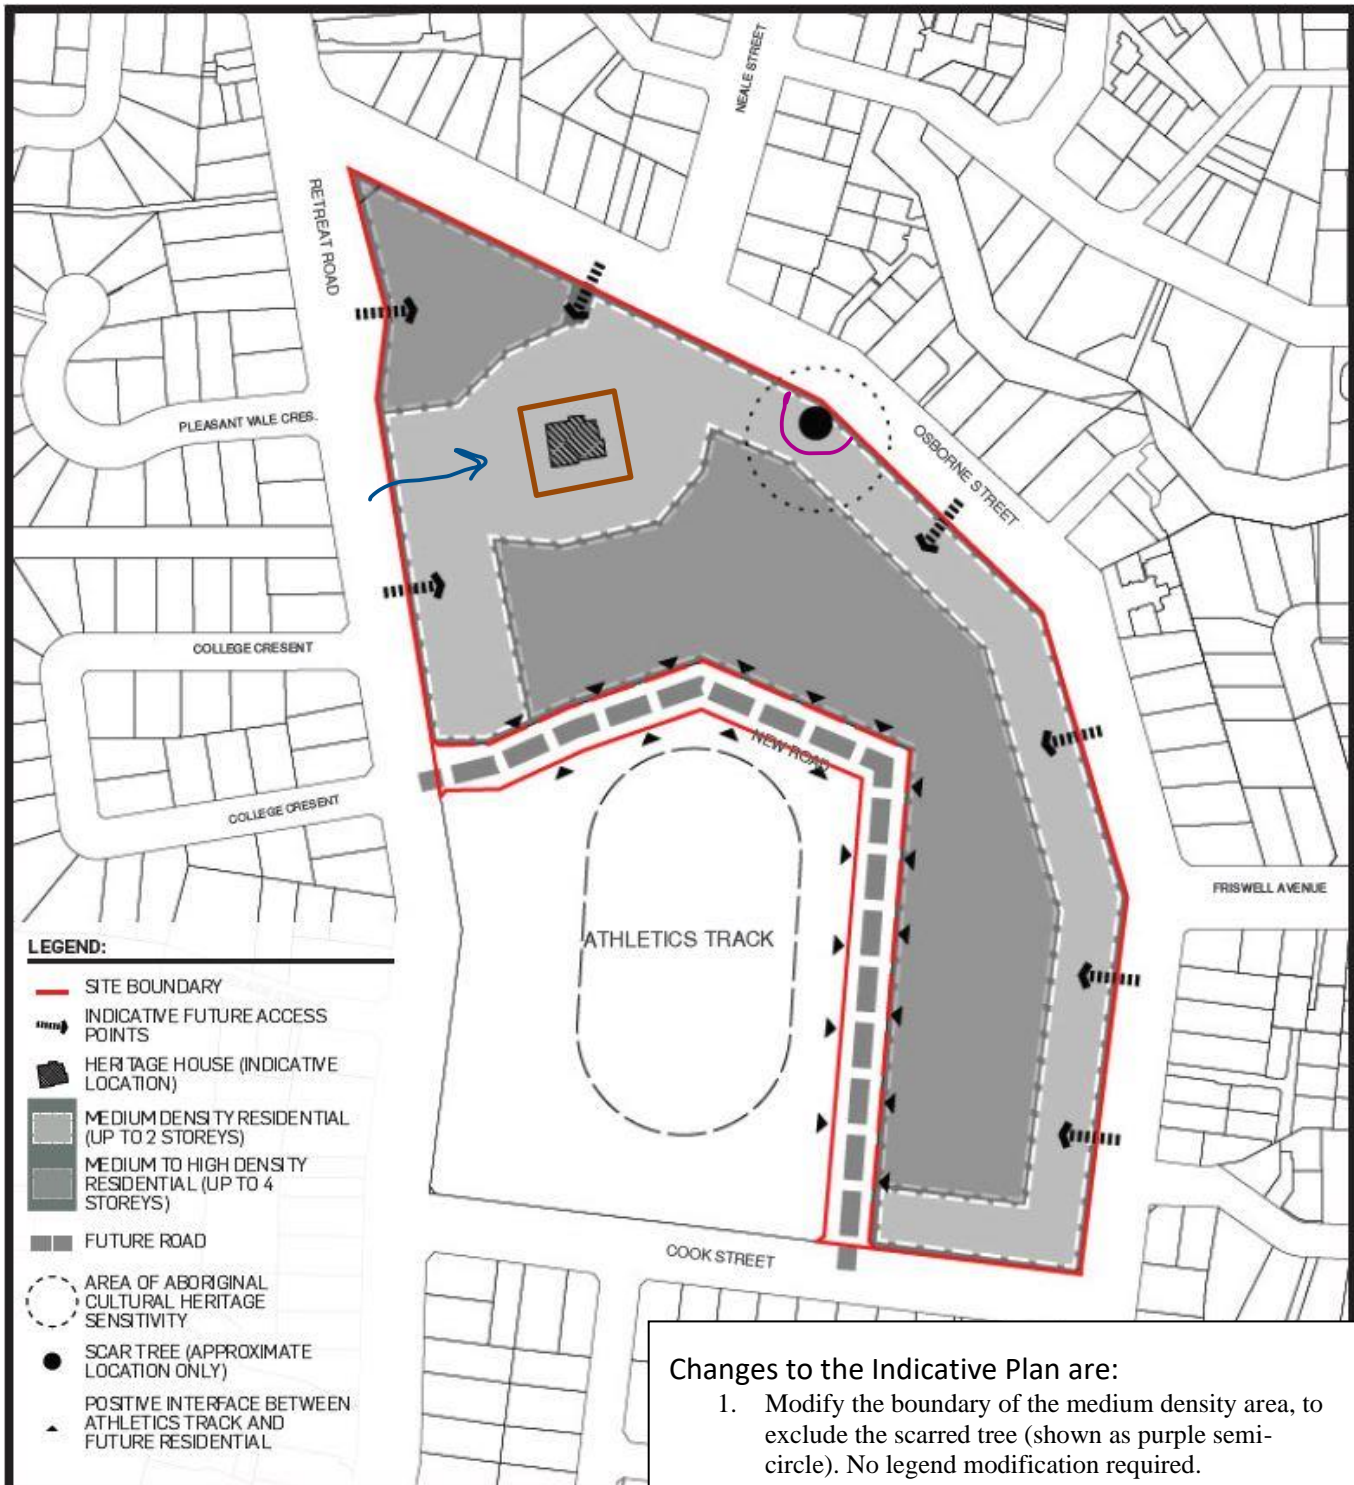 NEALE STREET
RETREAT ROAD
PLEASANT VALE CRES.
OSBORNE STREET
COLLEGE CRESENT
NEW ROAD
COLLEGE CRESENT
FRISWELL AVENUE
ATHLETICS TRACK
COOK STREET
LEGEND:
SITE BOUNDARY
INDICATIVE FUTURE ACCESS
POINTS
HERITAGE HOUSE (INDICATIVE
LOCATION)
MEDIUM DENSITY RESIDENTIAL
(UP TO 2 STOREYS)
MEDIUM TO HIGH DENSITY
RESIDENTIAL (UP TO 4
STOREYS)
FUTURE ROAD
AREA OF ABORIGINAL
CULTURAL HERITAGE
SENSITIVITY
SCAR TREE (APPROXIMATE
LOCATION ONLY)
POSITIVE INTERFACE BETWEEN
ATHLETICS TRACK AND
FUTURE RESIDENTIAL
Changes to the Indicative Plan are:
1. Modify the boundary of the medium density area, to
exclude the scarred tree (shown as purple semi-
circle). No legend modification required.